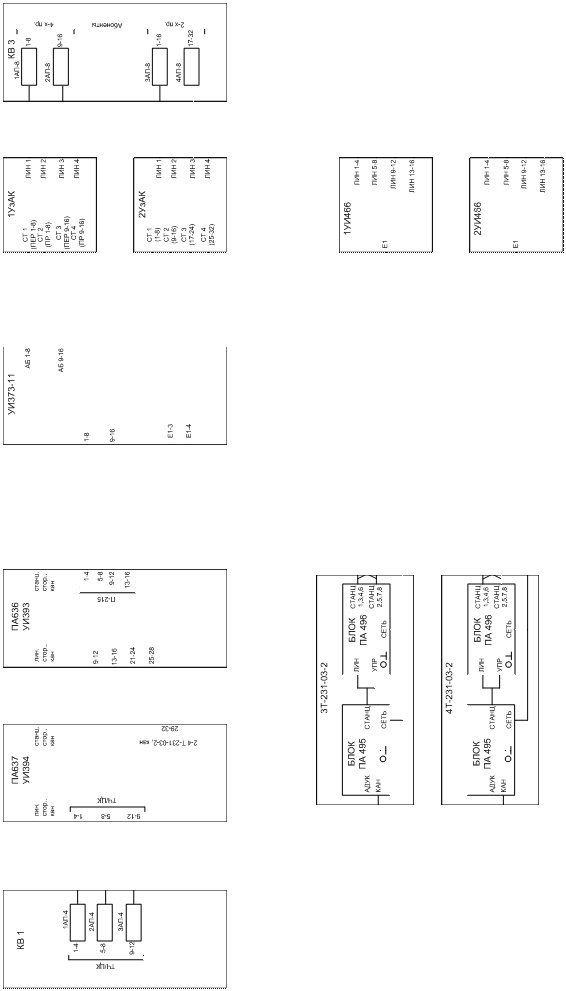 КВ 3
4-х пр.
Абоненты
2-х пр.
1АП-8
1-8
2АП-8
9-16
3АП-8
1-16
4АП-8
17-32
1УзАК
ЛИН 1
ЛИН 2
ЛИН 3
ЛИН 4
СТ 1
(ПЕР 1-8)
СТ 2
(ПР 1-8)
СТ 3
(ПЕР 9-16)
СТ 4
(ПР 9-16)
2УзАК
ЛИН 1
ЛИН 2
ЛИН 3
ЛИН 4
СТ 1
(1-8)
СТ 2
(9-16)
СТ 3
(17-24)
СТ 4
(25-32)
1УИ466
ЛИН 1-4
ЛИН 5-8
ЛИН 9-12
ЛИН 13-16
Е1
2УИ486
ЛИН 1-4
ЛИН 5-8
ЛИН 9-12
ЛИН 13-16
Е1
УИ373-11
АБ 1-8
АБ 9-16
1-8
9-16
Е1-3
Е1-4
ПА636
УИ393
станц.
стор..
кан
1-4
5-8
9-12
13-16
П-215
лин.
стор..
кан
9-12
13-16
21-24
25-28
3Т-231-03-2
БЛОК
ПА 496
СТАНЦ
1,3,4,6
СТАНЦ
2,5,7,8
ЛИН
УПР
СЕТЬ
БЛОК
ПА 495
СТАНЦ
СЕТЬ
АДУК
КАН
4Т-231-03-2
БЛОК
ПА 496
СТАНЦ
1,3,4,6
СТАНЦ
2,5,7,8
ЛИН
УПР
СЕТЬ
БЛОК
ПА 495
СТАНЦ
СЕТЬ
АДУК
КАН
ПА637
УИ394
станц.
стор..
кан
2-4-Т-231-03-2, кан
29-32
лин.
стор..
кан
ТЧЦК
1-4
5-8
9-12
КВ 1
1АП-4
2АП-4
3АП-4
1-4
5-8
9-12
ТЧЦК